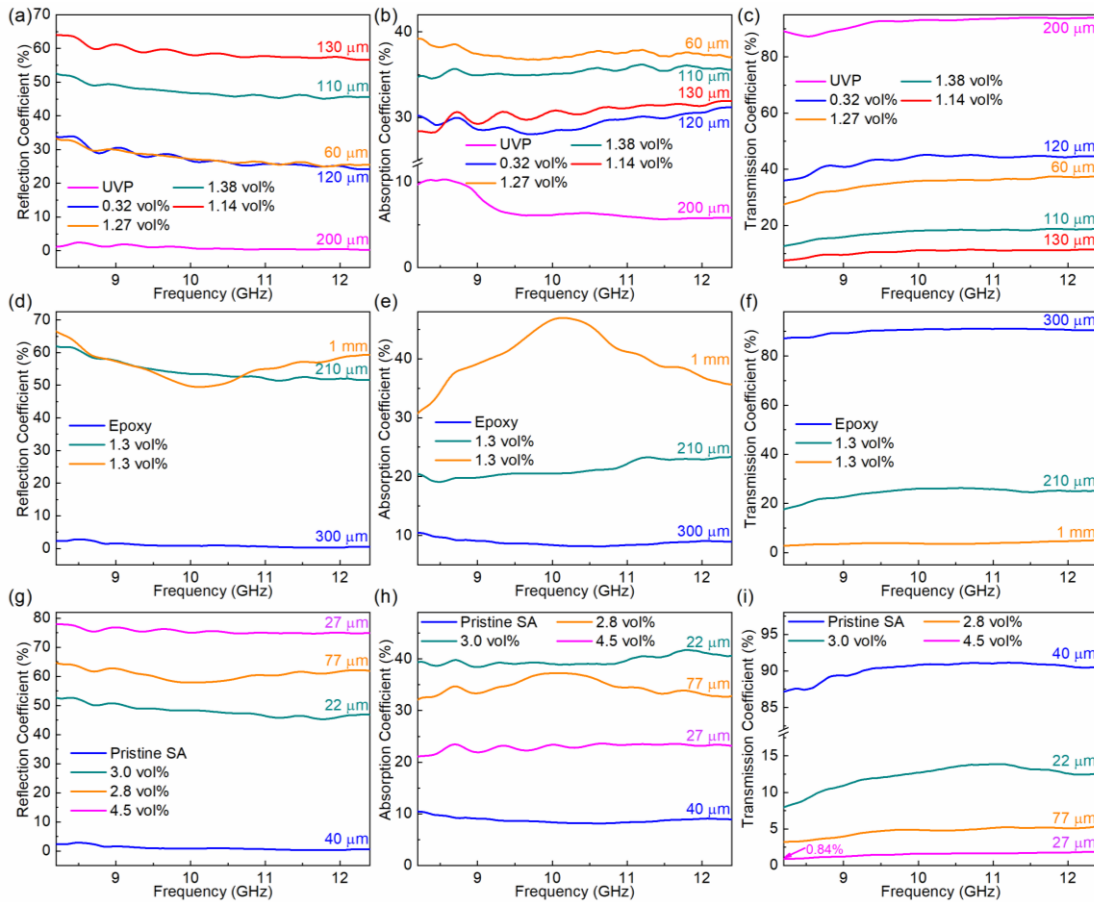 (a)
70
60
50
40
30
20
10
0
Reflection Coefficient (%)
130 μm
110 μm
60 μm
120 μm
200 μm
UVP
0.32 vol%
1.27 vol%
1.38 vol%
1.14 vol%
9 10 11 12
Frequency (GHz)
(b)
40
30
10
0
Absorption Coefficient (%)
60 μm
110 μm
130 μm
120 μm
200 μm
UVP
0.32 vol%
1.27 vol%
1.38 vol%
1.14 vol%
9 10 11 12
Frequency (GHz)
(c)
80
60
40
20
Transmission Coefficient (%)
200 μm
120 μm
60 μm
110 μm
130 μm
UVP
0.32 vol%
1.27 vol%
1.38 vol%
1.14 vol%
9 10 11 12
Frequency (GHz)
(d)
70
60
50
40
30
20
10
0
Reflection Coefficient (%)
1 mm
210 μm
300 μm
Epoxy
1.3 vol%
1.3 vol%
9 10 11 12
Frequency (GHz)
(e)
40
30
20
10
Absorption Coefficient (%)
1 mm
210 μm
300 μm
Epoxy
1.3 vol%
1.3 vol%
9 10 11 12
Frequency (GHz)
(f)
80
60
40
20
0
Transmission Coefficient (%)
300 μm
210 μm
1 mm
Epoxy
1.3 vol%
1.3 vol%
9 10 11 12
Frequency (GHz)
(g)
80
70
60
50
40
30
20
10
0
Reflection Coefficient (%)
27 μm
77 μm
22 μm
40 μm
Pristine SA
3.0 vol%
2.8 vol%
4.5 vol%
9 10 11 12
Frequency (GHz)
(h)
40
30
20
10
0
Absorption Coefficient (%)
Pristine SA
3.0 vol%
2.8 vol%
4.5 vol%
22 μm
77 μm
27 μm
40 μm
9 10 11 12
Frequency (GHz)
(i)
95
90
85
15
10
5
0
Transmission Coefficient (%)
Pristine SA
3.0 vol%
2.8 vol%
4.5 vol%
40 μm
22 μm
77 μm
27 μm
0.84%
9 10 11 12
Frequency (GHz)